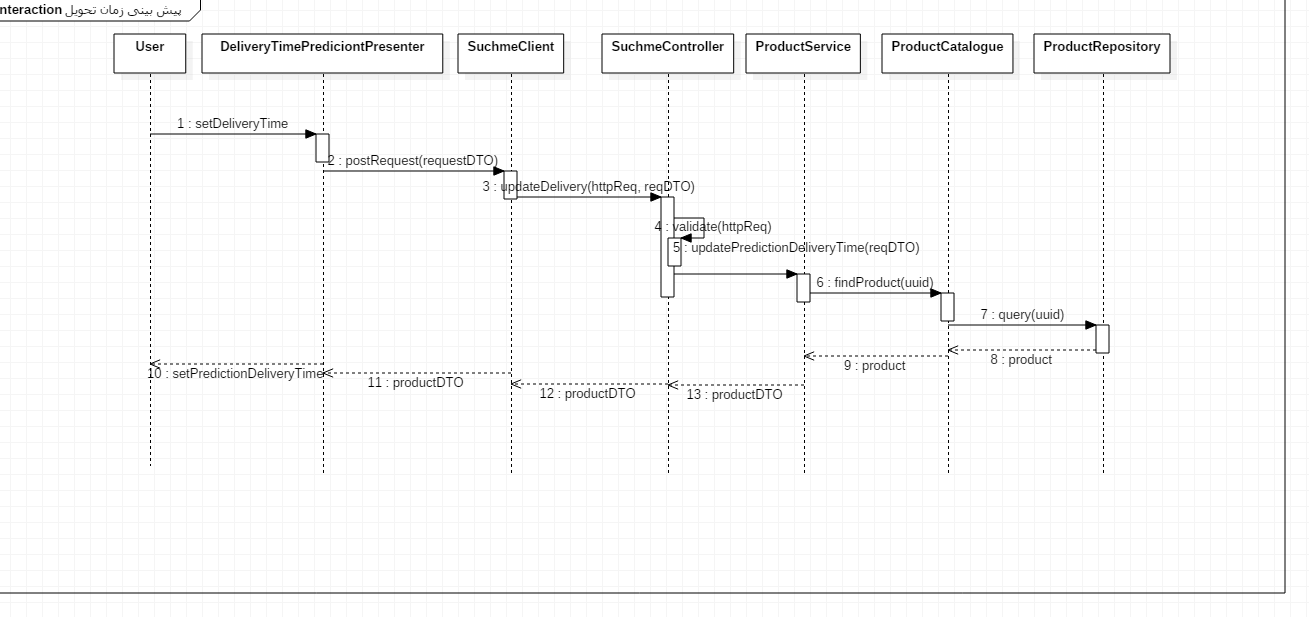 nteraction پیش بینی زمان تحویل
User
DeliveryTimePrediciontPresenter
SuchmeClient
SuchmeController
ProductService
ProductCatalogue
ProductRepository
1 : setDeliveryTime
2 : postRequest(requestDTO)
3 : updateDelivery(httpReq, reqDTO)
4 : validate(httpReq)
5 : updatePredictionDeliveryTime(reqDTO)
6 : findProduct(uuid)
7 : query(uuid)
8 : product
9 : product
10 : setPredictionDeliveryTime
11 : productDTO
12 : productDTO
13 : productDTO